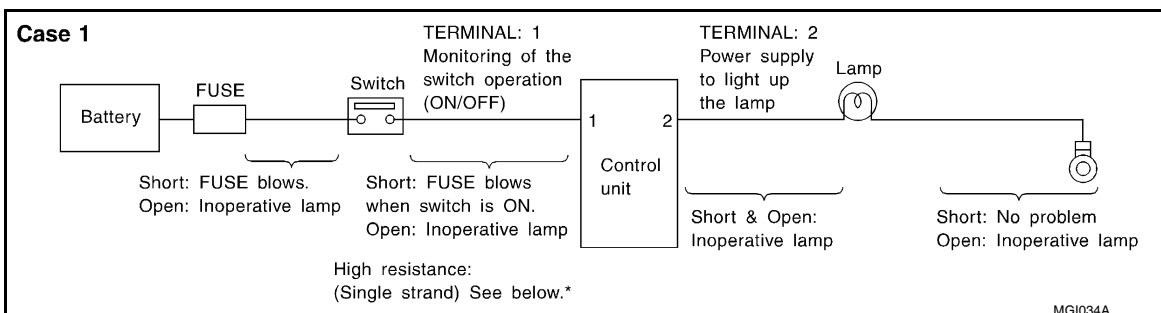 Case 1
Battery
FUSE
Switch
TERMINAL: 1
Monitoring of the
switch operation
(ON/OFF)
TERMINAL: 2
Power supply
to light up
the lamp
Lamp
1
2
Control
unit
Short: FUSE blows.
Open: Inoperative lamp
Short: FUSE blows
when switch is ON.
Open: Inoperative lamp
High resistance:
(Single strand) See below.*
Short & Open:
Inoperative lamp
Short: No problem
Open: Inoperative lamp
MGI034A